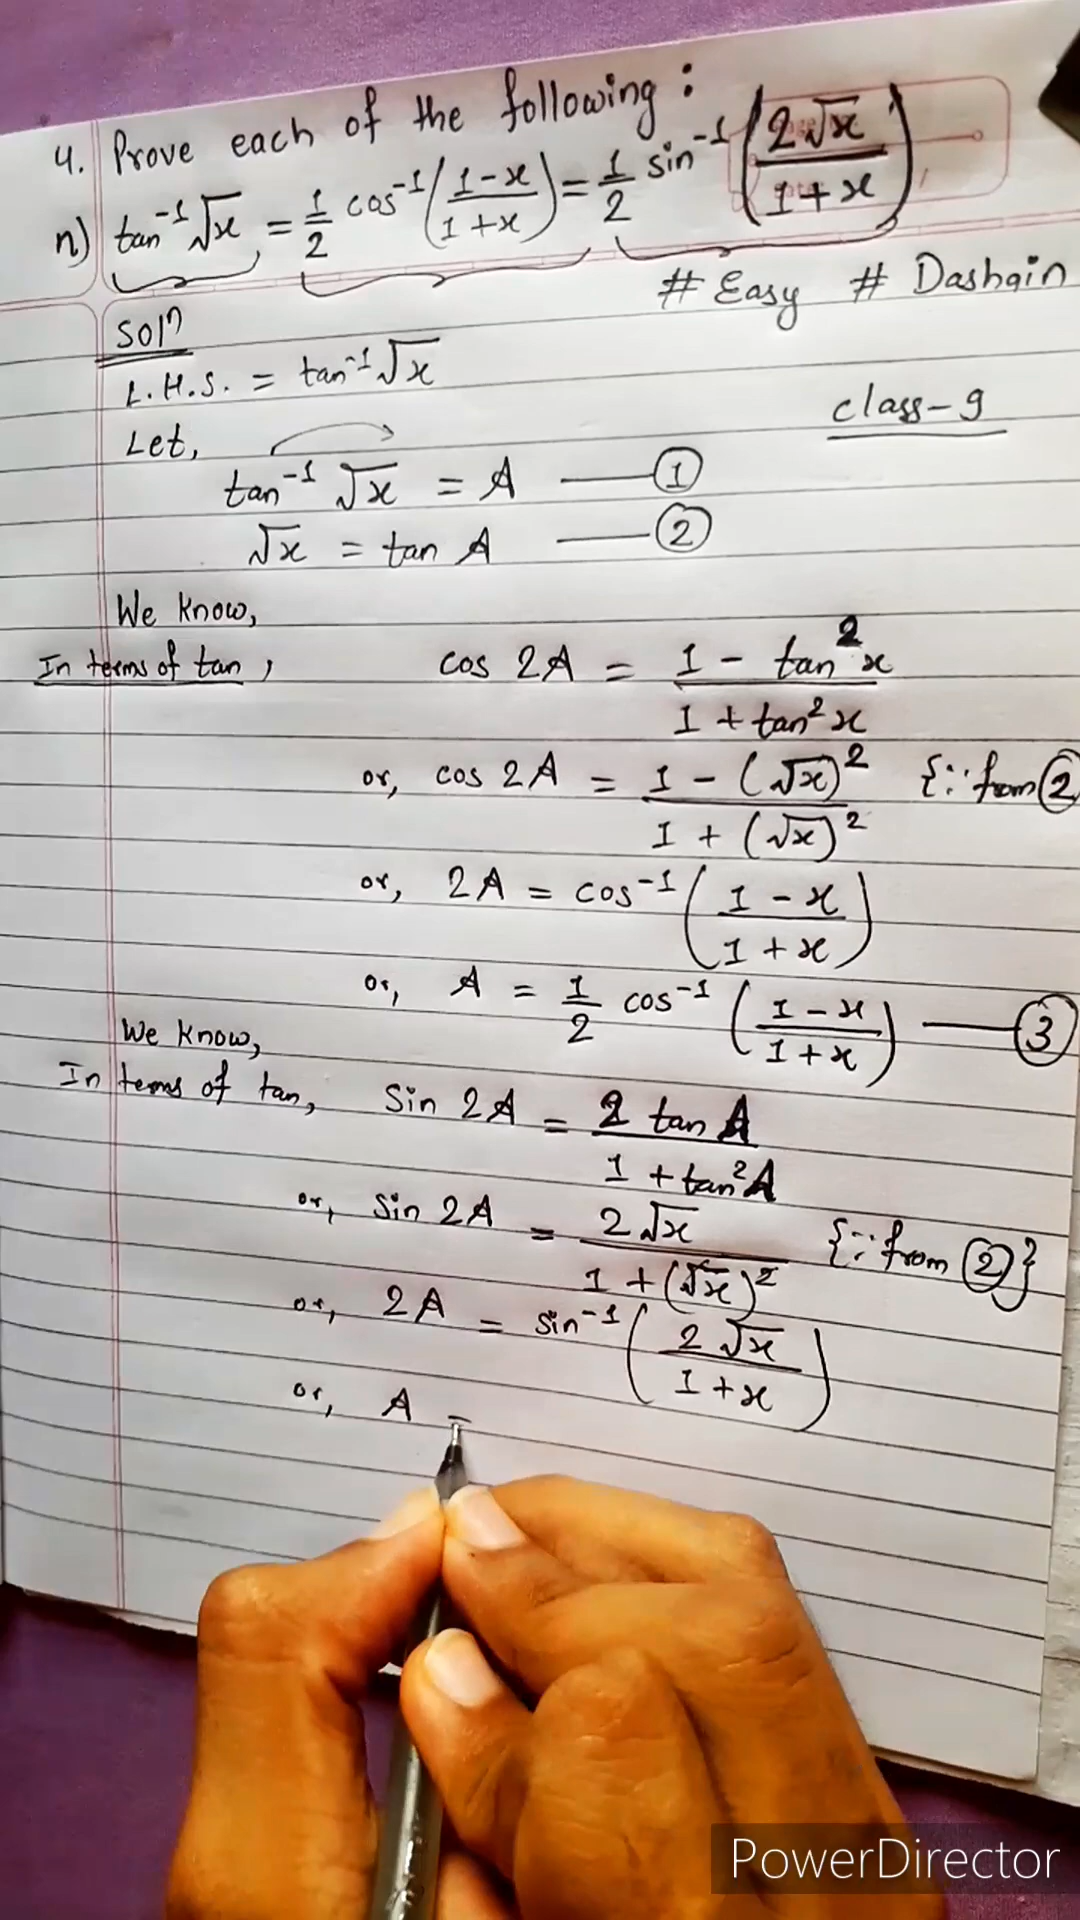 4. Prove each of the following:
n) tan⁻¹√x = 1/2 cos⁻¹((1-x)/(1+x)) = 1/2 sin⁻¹((2√x)/(1+x))
# Easy # Dashain
Solⁿ
L.H.S. = tan⁻¹√x
class-9
Let,
tan⁻¹ √x = A —— ①
√x = tan A —— ②
We know,
In terms of tan, cos 2A = (1 - tan²x)/(1 + tan²x)
or, cos 2A = (1 - (√x)²)/(1 + (√x)²) {∵ from ②
or, 2A = cos⁻¹((1-x)/(1+x))
or, A = 1/2 cos⁻¹((1-x)/(1+x)) —— ③
We know,
In terms of tan, Sin 2A = (2 tan A)/(1 + tan²A)
or, Sin 2A = (2√x)/(1 + (√x)²) {∵ from ②}
or, 2A = sin⁻¹((2√x)/(1+x))
or, A =
PowerDirector